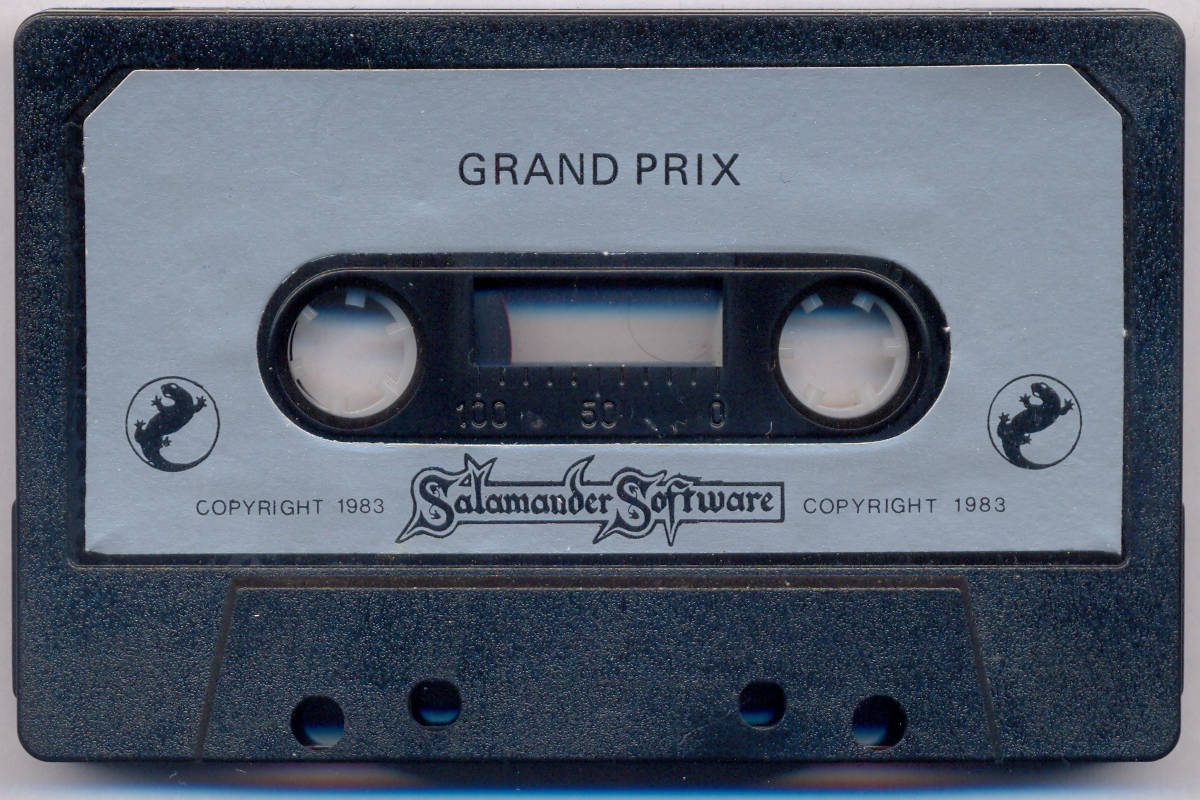 GRAND PRIX
100 50 0
COPYRIGHT 1983 Salamander Software COPYRIGHT 1983